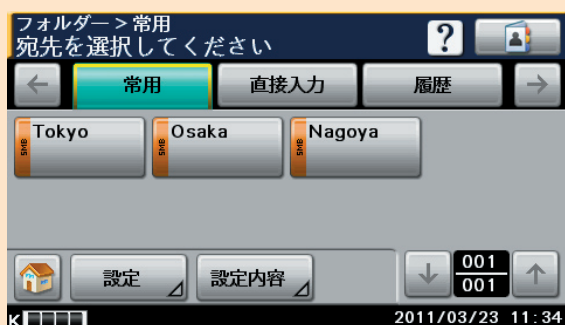 フォルダー>常用
宛先を選択してください
?
← 常用 直接入力 履歴 →
SMB Tokyo SMB Osaka SMB Nagoya
設定 設定内容 ↓ 001 ↑
001
K 2011/03/23 11:34